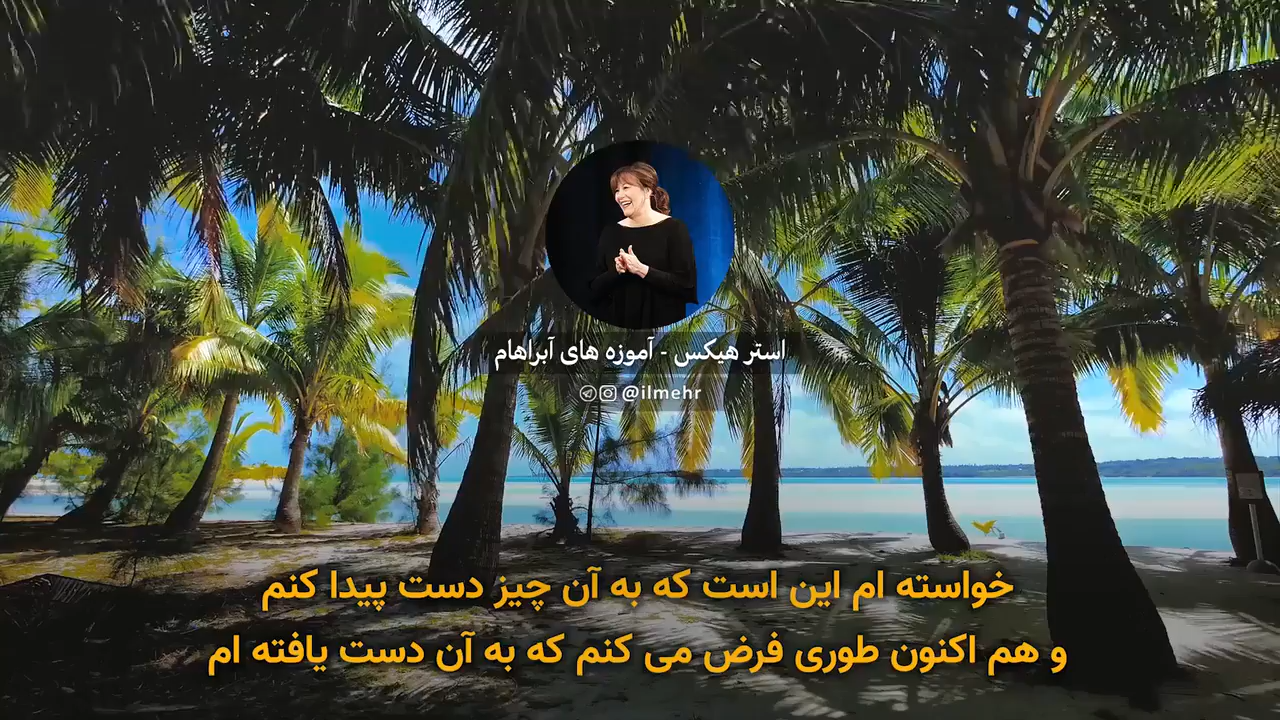 استر هیکس - آموزه های آبراهام
@ilmehr
خواسته ام این است که به آن چیز دست پیدا کنم
و هم اکنون طوری فرض می کنم که به آن دست یافته ام